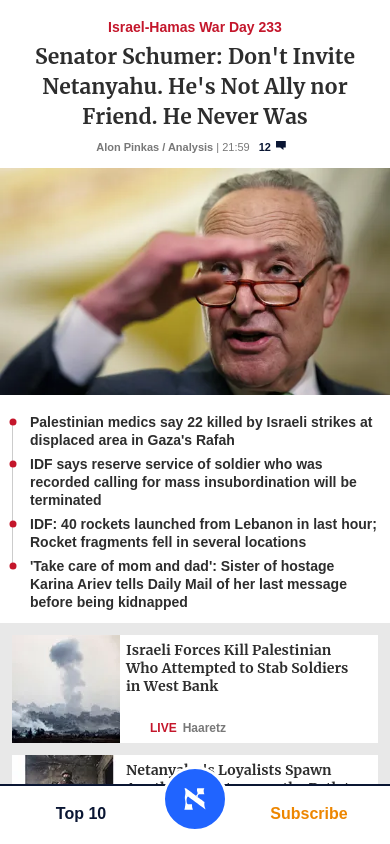 Israel-Hamas War Day 233
Senator Schumer: Don't Invite
Netanyahu. He's Not Ally nor
Friend. He Never Was
Alon Pinkas / Analysis | 21:59 12
Palestinian medics say 22 killed by Israeli strikes at
displaced area in Gaza's Rafah
IDF says reserve service of soldier who was
recorded calling for mass insubordination will be
terminated
IDF: 40 rockets launched from Lebanon in last hour;
Rocket fragments fell in several locations
'Take care of mom and dad': Sister of hostage
Karina Ariev tells Daily Mail of her last message
before being kidnapped
Israeli Forces Kill Palestinian
Who Attempted to Stab Soldiers
in West Bank
LIVE Haaretz
Loyalists Spawn
Top 10
Subscribe